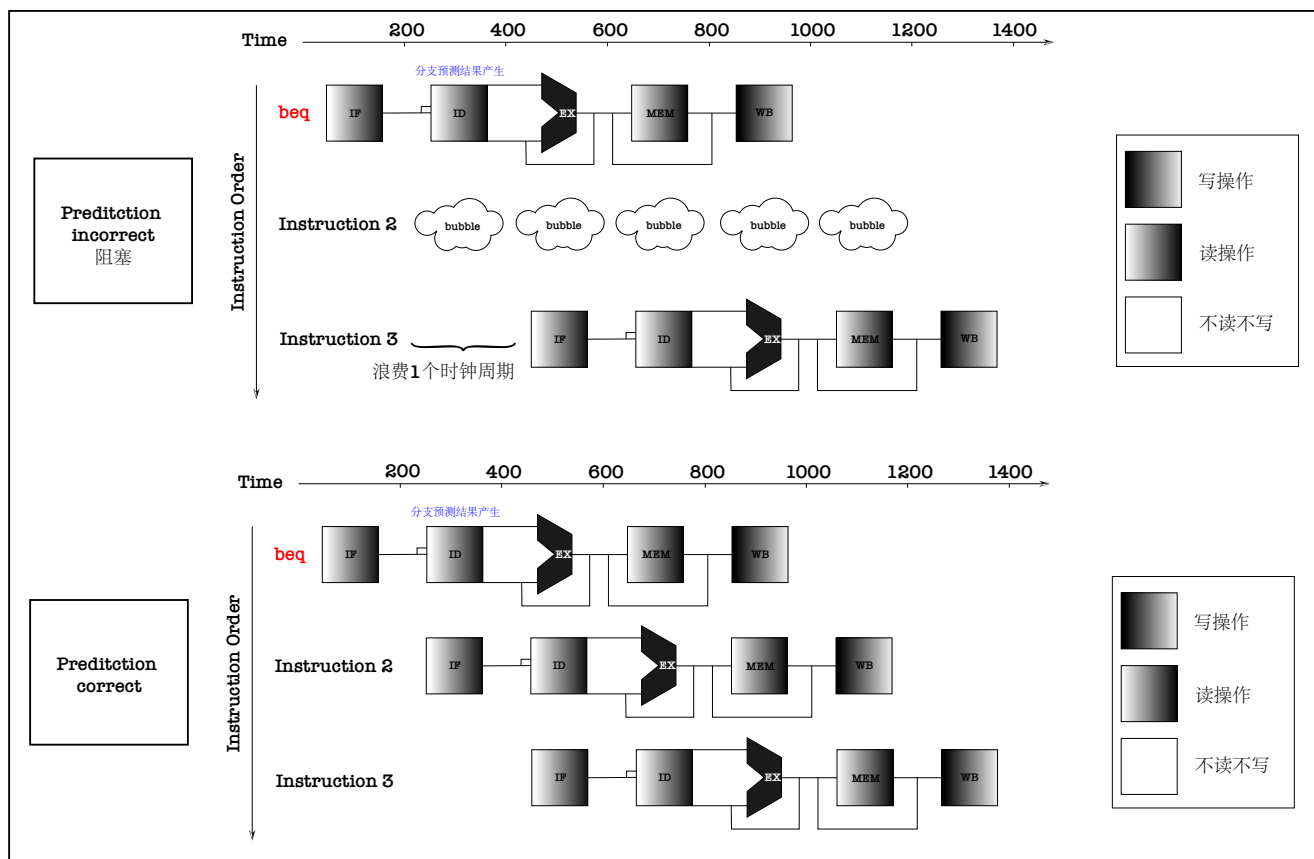 200 400 600 800 1000 1200 1400
Time
分支预测结果产生
beq IF ID EX MEM WB
写操作
Instruction Order
Preditction
incorrect
阻塞
Instruction 2 bubble bubble bubble bubble bubble
读操作
Instruction 3 IF ID EX MEM WB
不读不写
浪费1个时钟周期
200 400 600 800 1000 1200 1400
Time
分支预测结果产生
beq IF ID EX MEM WB
写操作
Instruction Order
Preditction
correct
Instruction 2 IF ID EX MEM WB
读操作
Instruction 3 IF ID EX MEM WB
不读不写